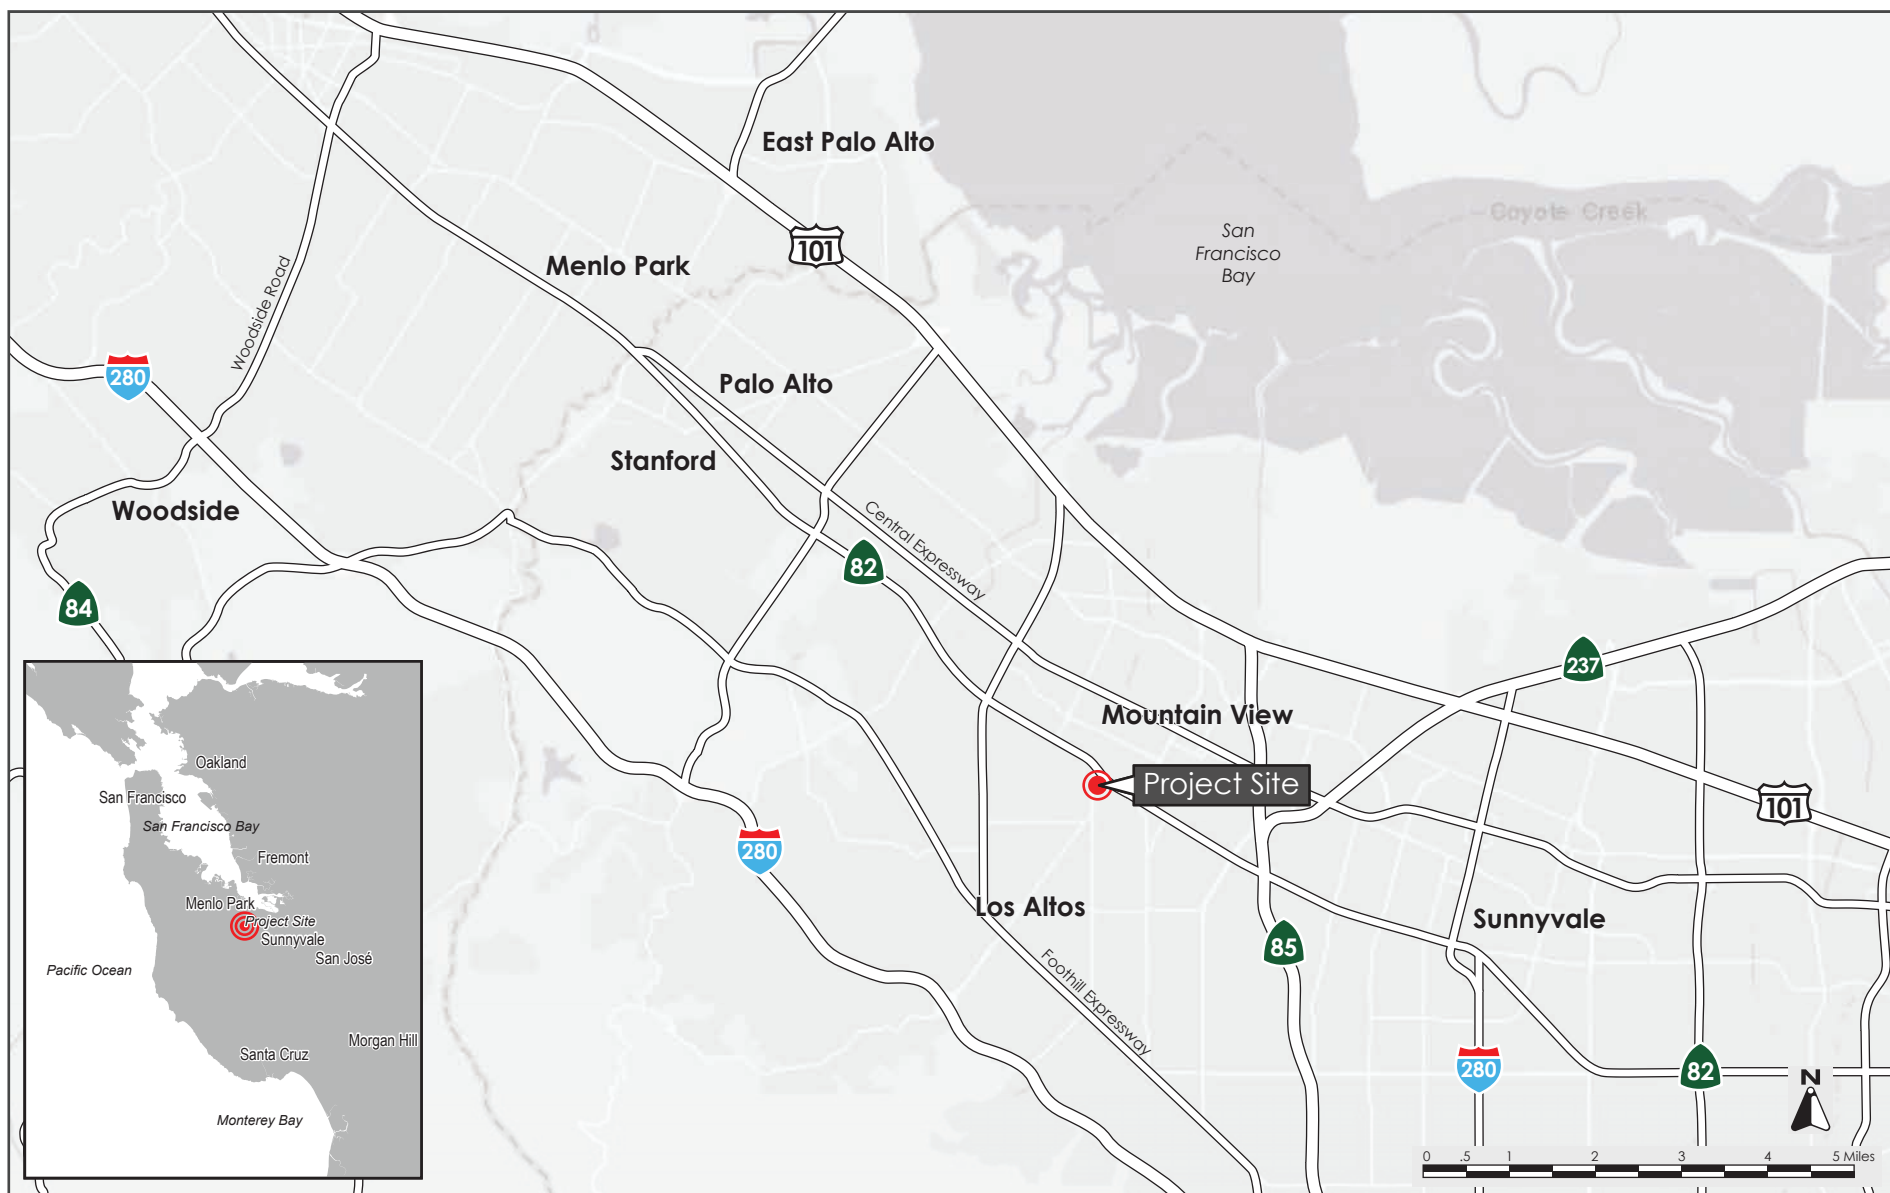 East Palo Alto
101
San
Francisco
Bay
Coyote Creek
Menlo Park
Woodside Road
280
Palo Alto
Stanford
Woodside
Central Expressway
82
84
237
Mountain View
Project Site
101
280
Los Altos
Sunnyvale
85
Foothill Expressway
280
82
N
0 .5 1 2 3 4 5 Miles
Oakland
San Francisco
San Francisco Bay
Fremont
Menlo Park
Project Site
Sunnyvale
San José
Pacific Ocean
Morgan Hill
Santa Cruz
Monterey Bay